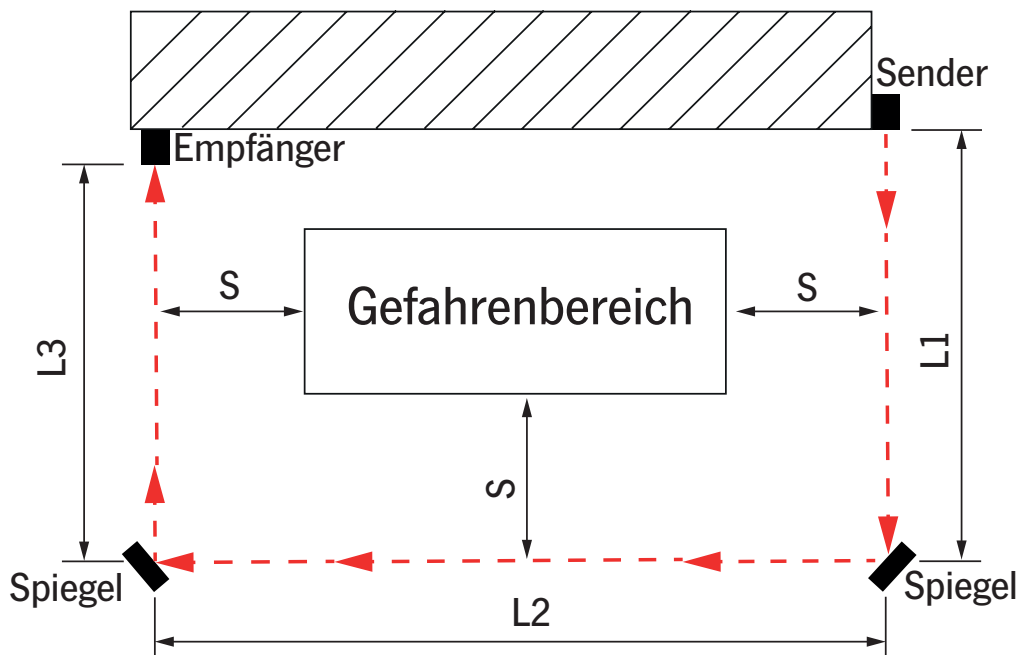 Sender
Empfänger
S
Gefahrenbereich
S
L3
L1
S
Spiegel
Spiegel
L2